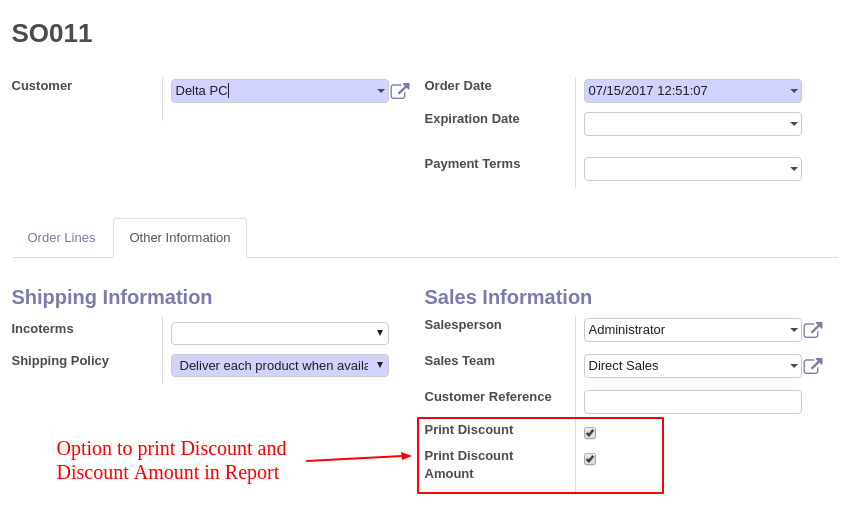 SO011
Customer
Delta PC
Order Date
07/15/2017 12:51:07
Expiration Date
Payment Terms
Order Lines
Other Information
Shipping Information
Incoterms
Shipping Policy
Deliver each product when availa
Sales Information
Salesperson
Administrator
Sales Team
Direct Sales
Customer Reference
Print Discount
Print Discount
Amount
Option to print Discount and
Discount Amount in Report